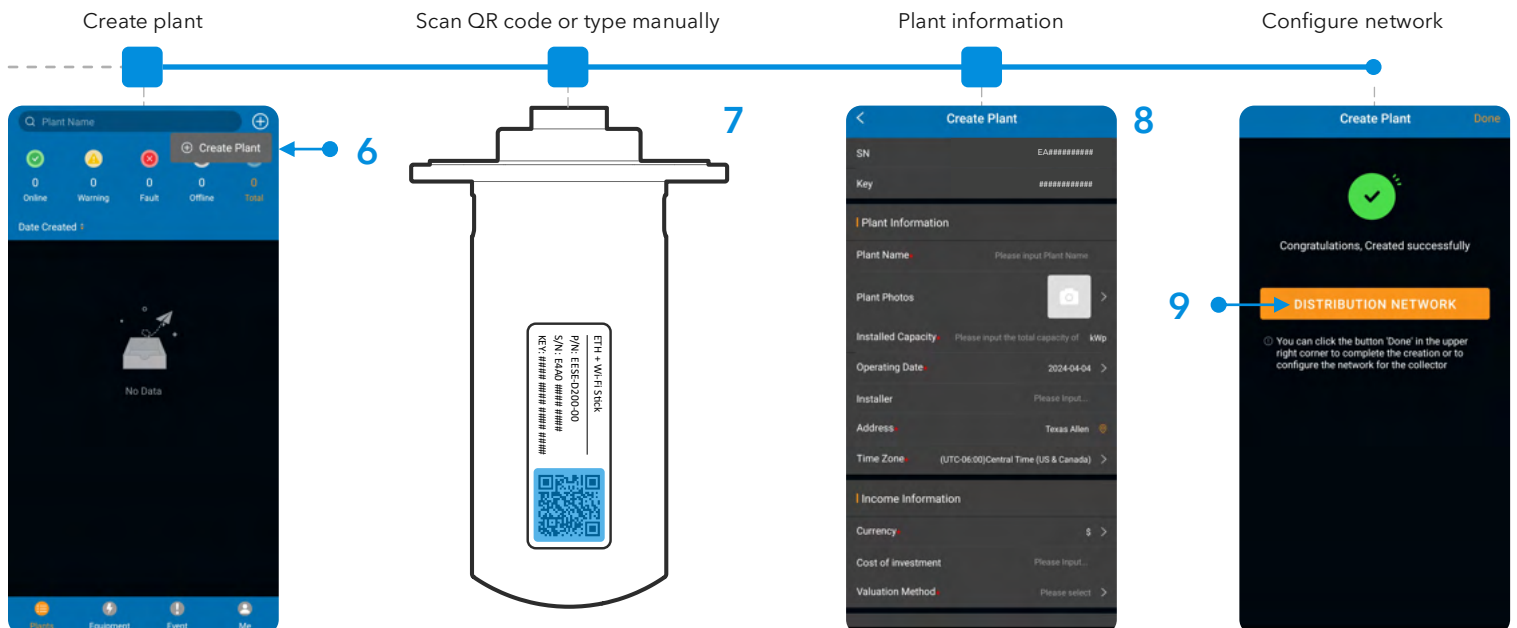 Create plant
Scan QR code or type manually
Plant information
Configure network
Plant Name
Create Plant
6
0
0
0
0
0
Online
Warning
Fault
Offline
Total
Date Created
No Data
Plants
Equipment
Event
Me
7
ETH + Wi-Fi Stick
P/N: EESE-D200-00
S/N: E4A0 #### ####
KEY: #### #### #### ####
8
Create Plant
SN EA##########
Key ############
Plant Information
Plant Name* Please input Plant Name
Plant Photos
Installed Capacity* Please input the total capacity of kWp
Operating Date* 2024-04-04
Installer Please Input...
Address* Texas Allen
Time Zone* (UTC-06:00)Central Time (US & Canada)
Income Information
Currency* $
Cost of investment Please Input...
Valuation Method* Please select
Create Plant Done
Congratulations, Created successfully
9
DISTRIBUTION NETWORK
You can click the button 'Done' in the upper
right corner to complete the creation or to
configure the network for the collector